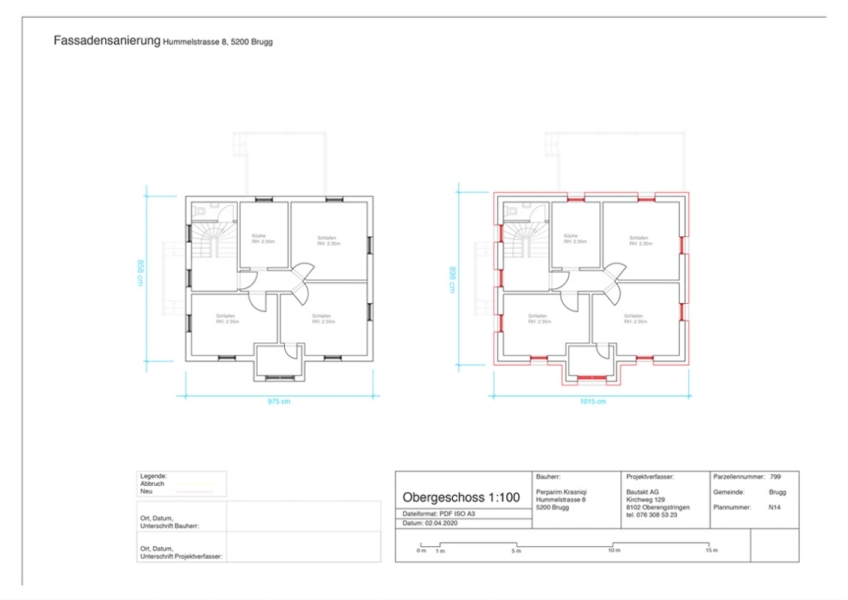 Fassadensanierung Hummelstrasse 8, 5200 Brugg
Küche
RH: 2.35m
Schlafen
RH: 2.35m
Schlafen
RH: 2.35m
Schlafen
RH: 2.35m
858 cm
975 cm
Küche
RH: 2.35m
Schlafen
RH: 2.35m
Schlafen
RH: 2.35m
Schlafen
RH: 2.35m
898 cm
1015 cm
Legende:
Abbruch
Neu
Ort, Datum,
Unterschrift Bauherr:
Ort, Datum,
Unterschrift Projektverfasser:
Obergeschoss 1:100
Dateiformat: PDF ISO A3
Datum: 02.04.2020
Bauherr:
Perparim Krasniqi
Hummelstrasse 8
5200 Brugg
Projektverfasser:
Bautakt AG
Kirchweg 129
8102 Oberengstringen
tel. 076 308 53 23
Parzellennummer: 799
Gemeinde: Brugg
Plannummer: N14
0 m 1 m 5 m 10 m 15 m